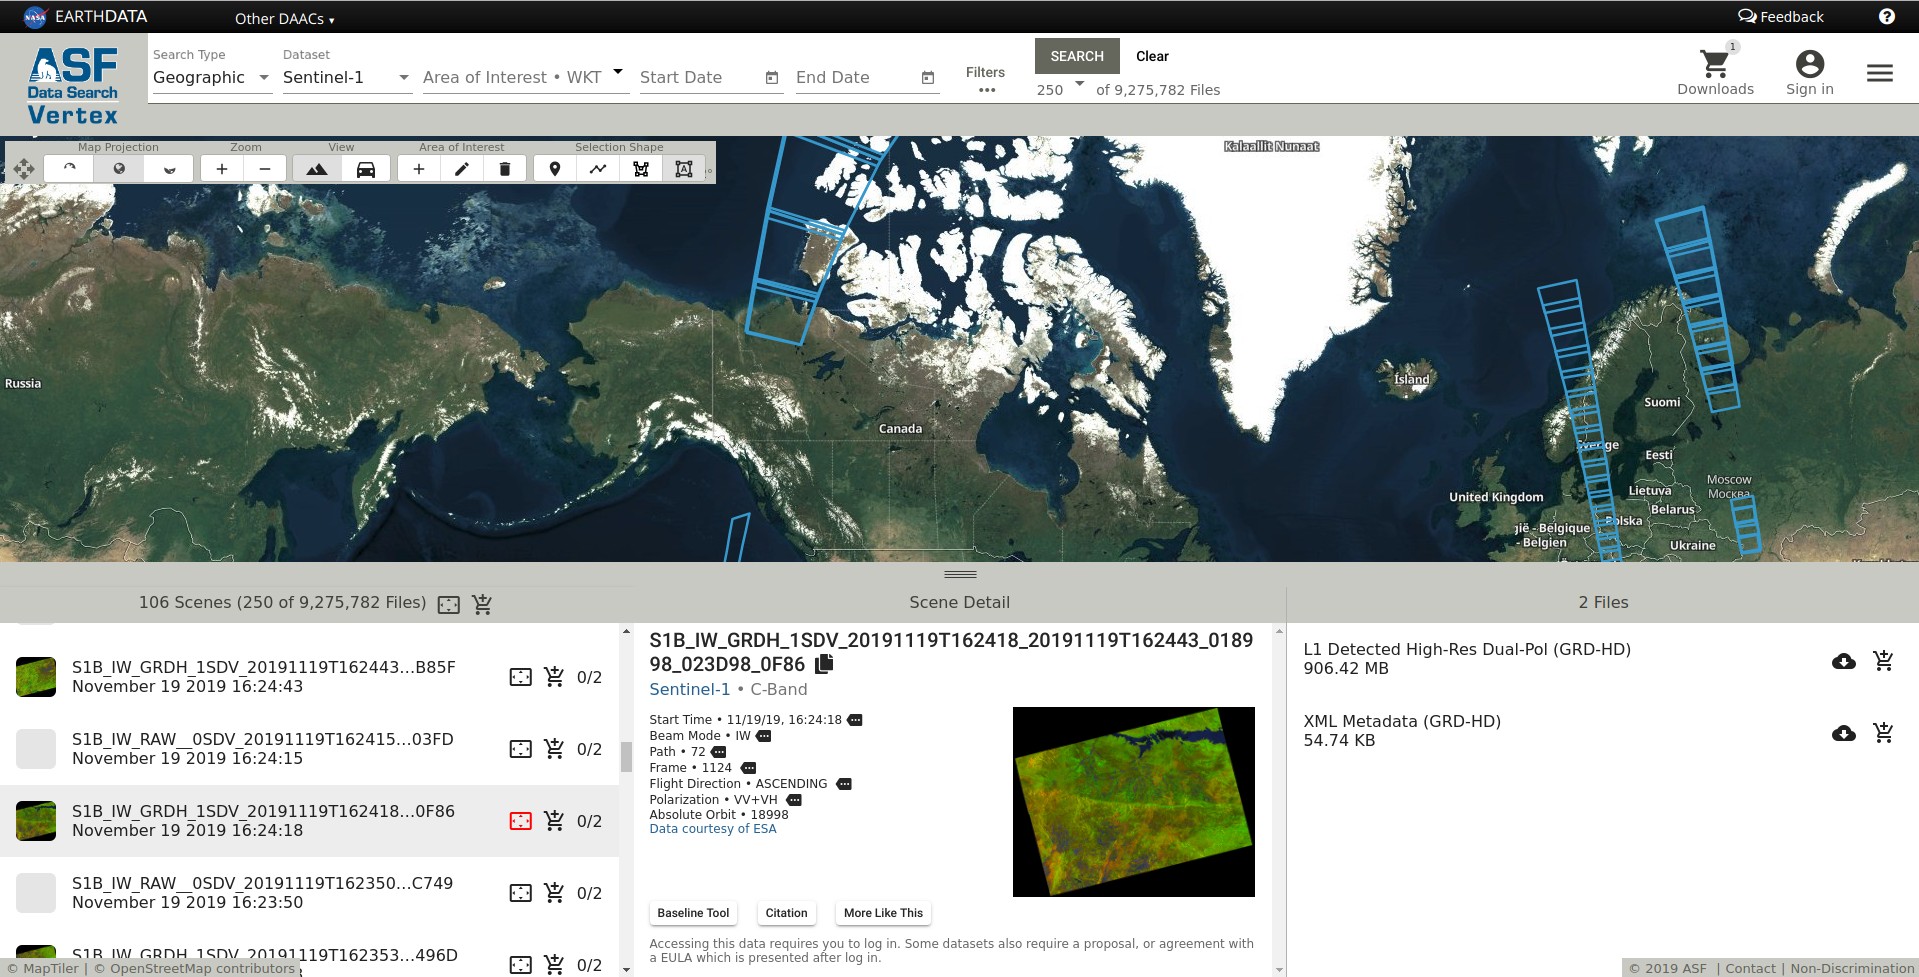 NASA EARTHDATA Other DAACs ▾ Feedback ?
ASF
Data Search
Vertex
Search Type Dataset
Geographic Sentinel-1 Area of Interest • WKT Start Date End Date
Filters
•••
SEARCH Clear
250 of 9,275,782 Files
1
Downloads Sign in
Map Projection Zoom View Area of Interest Selection Shape
A
Kalaallit Nunaat
Russia
Ísland
Canada
Suomi
Sverige
Eesti
Moscow
Москва
United Kingdom
Lietuva
Belarus
Polska
gië - Belgique
- Belgien
Ukraine
106 Scenes (250 of 9,275,782 Files)
S1B_IW_GRDH_1SDV_20191119T162443...B85F
November 19 2019 16:24:43
0/2
S1B_IW_RAW__0SDV_20191119T162415...03FD
November 19 2019 16:24:15
0/2
S1B_IW_GRDH_1SDV_20191119T162418...0F86
November 19 2019 16:24:18
0/2
S1B_IW_RAW__0SDV_20191119T162350...C749
November 19 2019 16:23:50
0/2
S1B_IW_GRDH_1SDV_20191119T162353...496D
0/2
© MapTiler | © OpenStreetMap contributors
Scene Detail
S1B_IW_GRDH_1SDV_20191119T162418_20191119T162443_0189
98_023D98_0F86
Sentinel-1 • C-Band
Start Time • 11/19/19, 16:24:18
Beam Mode • IW
Path • 72
Frame • 1124
Flight Direction • ASCENDING
Polarization • VV+VH
Absolute Orbit • 18998
Data courtesy of ESA
Baseline Tool Citation More Like This
Accessing this data requires you to log in. Some datasets also require a proposal, or agreement with
a EULA which is presented after log in.
2 Files
L1 Detected High-Res Dual-Pol (GRD-HD)
906.42 MB
XML Metadata (GRD-HD)
54.74 KB
© 2019 ASF | Contact | Non-Discrimination